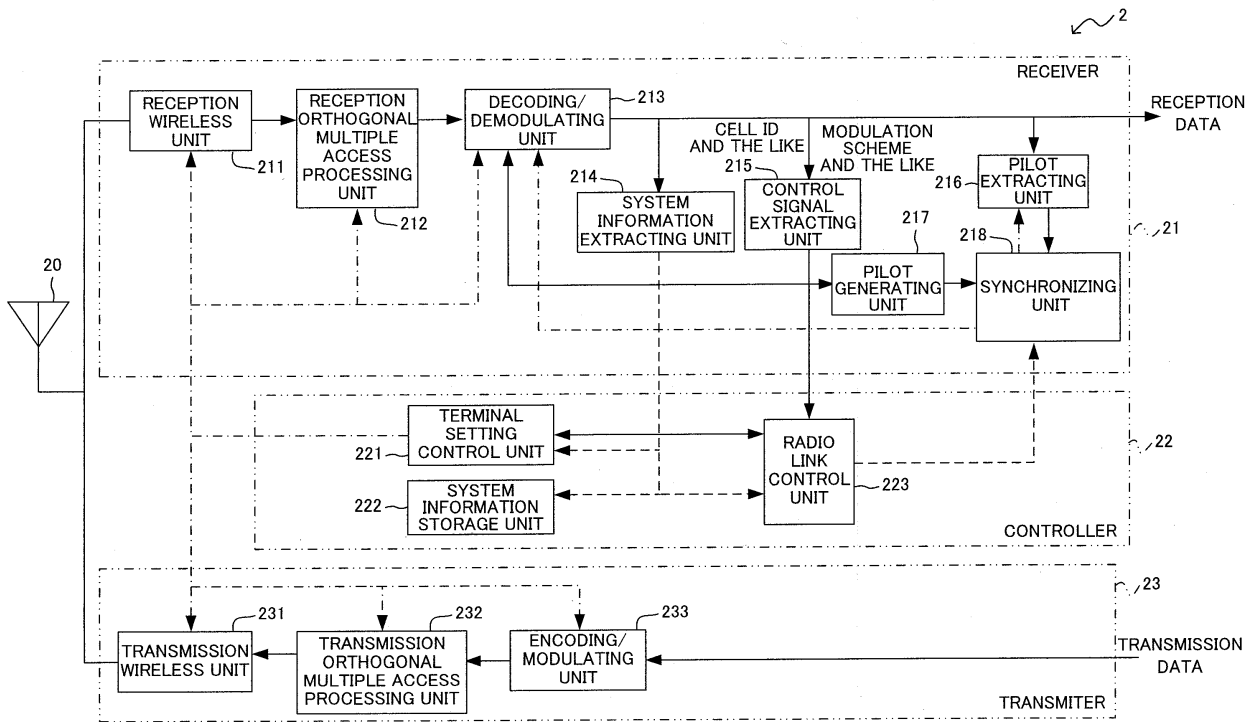 2
RECEIVER
RECEPTION
WIRELESS
UNIT
211
RECEPTION
ORTHOGONAL
MULTIPLE
ACCESS
PROCESSING
UNIT
212
DECODING/
DEMODULATING
UNIT
213
RECEPTION
DATA
CELL ID
AND THE LIKE
MODULATION
SCHEME
AND THE LIKE
214
SYSTEM
INFORMATION
EXTRACTING UNIT
215
CONTROL
SIGNAL
EXTRACTING
UNIT
216
PILOT
EXTRACTING
UNIT
217
PILOT
GENERATING
UNIT
218
SYNCHRONIZING
UNIT
21
20
TERMINAL
SETTING
CONTROL UNIT
221
SYSTEM
INFORMATION
STORAGE UNIT
222
RADIO
LINK
CONTROL
UNIT
223
22
CONTROLLER
23
TRANSMISSION
WIRELESS UNIT
231
TRANSMISSION
ORTHOGONAL
MULTIPLE ACCESS
PROCESSING UNIT
232
ENCODING/
MODULATING
UNIT
233
TRANSMISSION
DATA
TRANSMITER